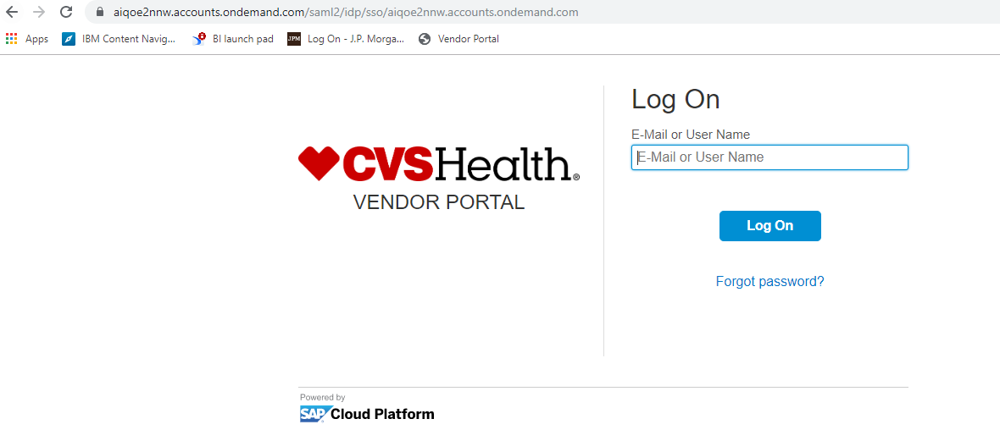 aiqoe2nnw.accounts.ondemand.com/saml2/idp/sso/aiqoe2nnw.accounts.ondemand.com
Apps IBM Content Navig... BI launch pad JPM Log On - J.P. Morga... Vendor Portal
CVSHealth®
VENDOR PORTAL
Log On
E-Mail or User Name
E-Mail or User Name
Log On
Forgot password?
Powered by
SAP Cloud Platform